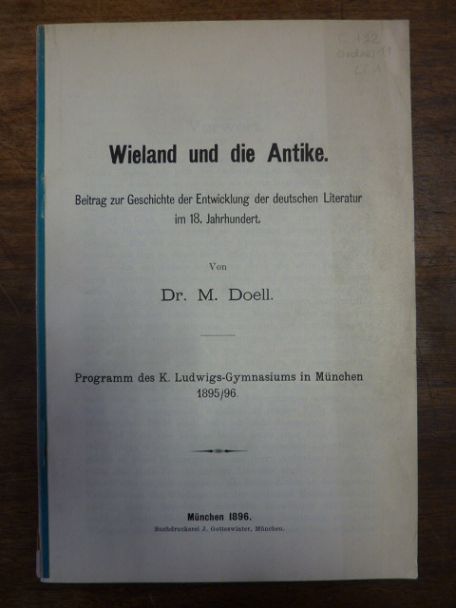 Wieland und die Antike.
Beitrag zur Geschichte der Entwicklung der deutschen Literatur
im 18. Jahrhundert.
Von
Dr. M. Doell.
Programm des K. Ludwigs-Gymnasiums in München
1895/96.
München 1896.
Buchdruckerei J. Gotteswinter, München.